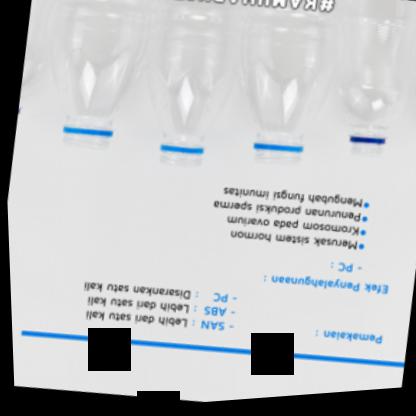 Pemakaian :
- SAN : Lebih dari satu kali
- ABS : Lebih dari satu kali
- PC : Disarankan satu kali
Efek Penyalahgunaan :
- PC :
•Merusak sistem hormon
•Kromosom pada ovarium
•Penurunan produksi sperma
•Mengubah fungsi imunitas